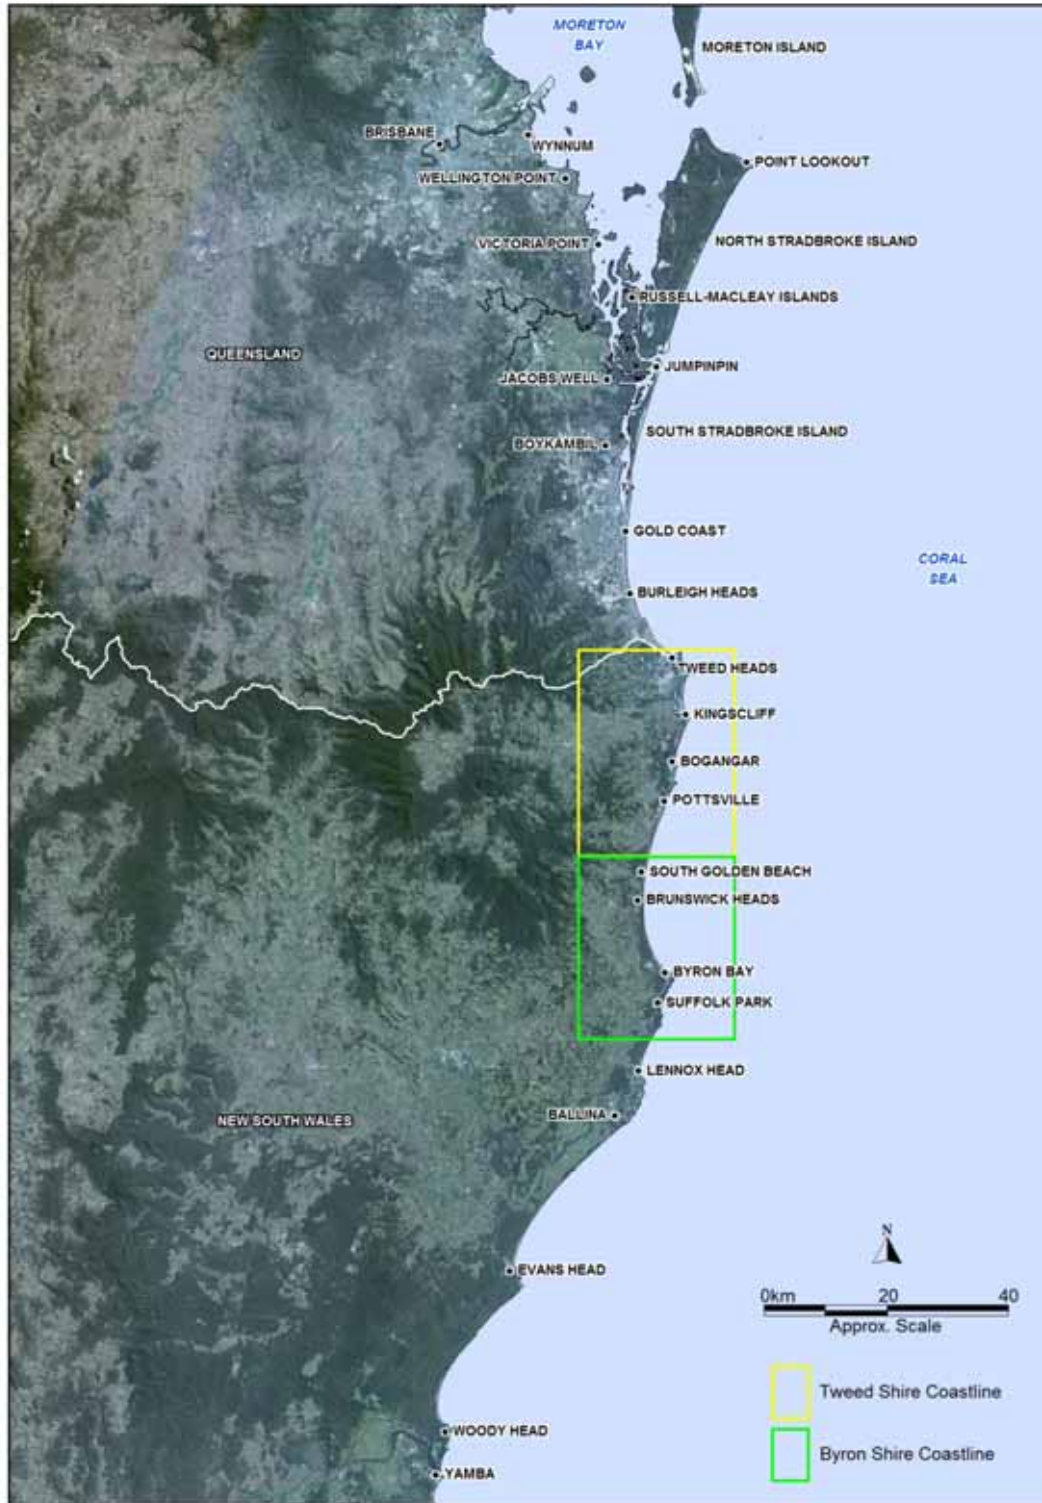 MORETON
BAY
MORETON ISLAND
BRISBANE
WYNNUM
POINT LOOKOUT
WELLINGTON POINT
VICTORIA POINT
NORTH STRADBROKE ISLAND
RUSSELL-MACLEAY ISLANDS
QUEENSLAND
JUMPINPIN
JACOBS WELL
SOUTH STRADBROKE ISLAND
BOYKAMBIL
GOLD COAST
CORAL
SEA
BURLEIGH HEADS
TWEED HEADS
KINGSCLIFF
BOGANGAR
POTTSVILLE
SOUTH GOLDEN BEACH
BRUNSWICK HEADS
BYRON BAY
SUFFOLK PARK
LENNOX HEAD
BALLINA
NEW SOUTH WALES
N
EVANS HEAD
0km 20 40
Approx. Scale
Tweed Shire Coastline
WOODY HEAD
Byron Shire Coastline
YAMBA